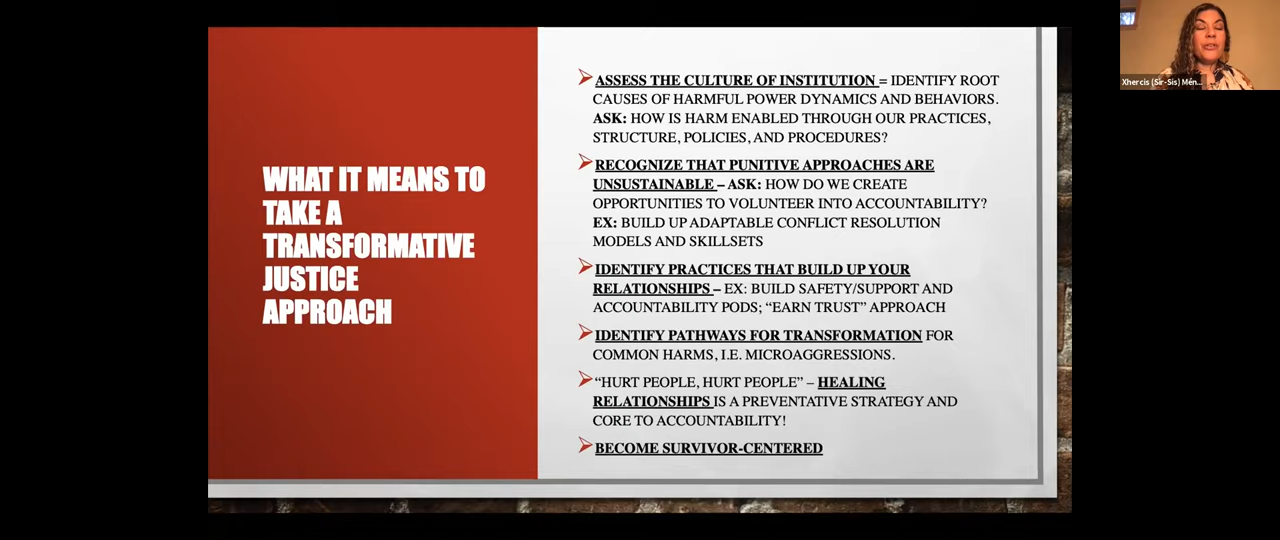 WHAT IT MEANS TO
TAKE A
TRANSFORMATIVE
JUSTICE
APPROACH
ASSESS THE CULTURE OF INSTITUTION = IDENTIFY ROOT
CAUSES OF HARMFUL POWER DYNAMICS AND BEHAVIORS.
ASK: HOW IS HARM ENABLED THROUGH OUR PRACTICES,
STRUCTURE, POLICIES, AND PROCEDURES?
RECOGNIZE THAT PUNITIVE APPROACHES ARE
UNSUSTAINABLE – ASK: HOW DO WE CREATE
OPPORTUNITIES TO VOLUNTEER INTO ACCOUNTABILITY?
EX: BUILD UP ADAPTABLE CONFLICT RESOLUTION
MODELS AND SKILLSETS
IDENTIFY PRACTICES THAT BUILD UP YOUR
RELATIONSHIPS – EX: BUILD SAFETY/SUPPORT AND
ACCOUNTABILITY PODS; “EARN TRUST” APPROACH
IDENTIFY PATHWAYS FOR TRANSFORMATION FOR
COMMON HARMS, I.E. MICROAGGRESSIONS.
“HURT PEOPLE, HURT PEOPLE” – HEALING
RELATIONSHIPS IS A PREVENTATIVE STRATEGY AND
CORE TO ACCOUNTABILITY!
BECOME SURVIVOR-CENTERED
Xhercis (Sir-Sis) Mén...